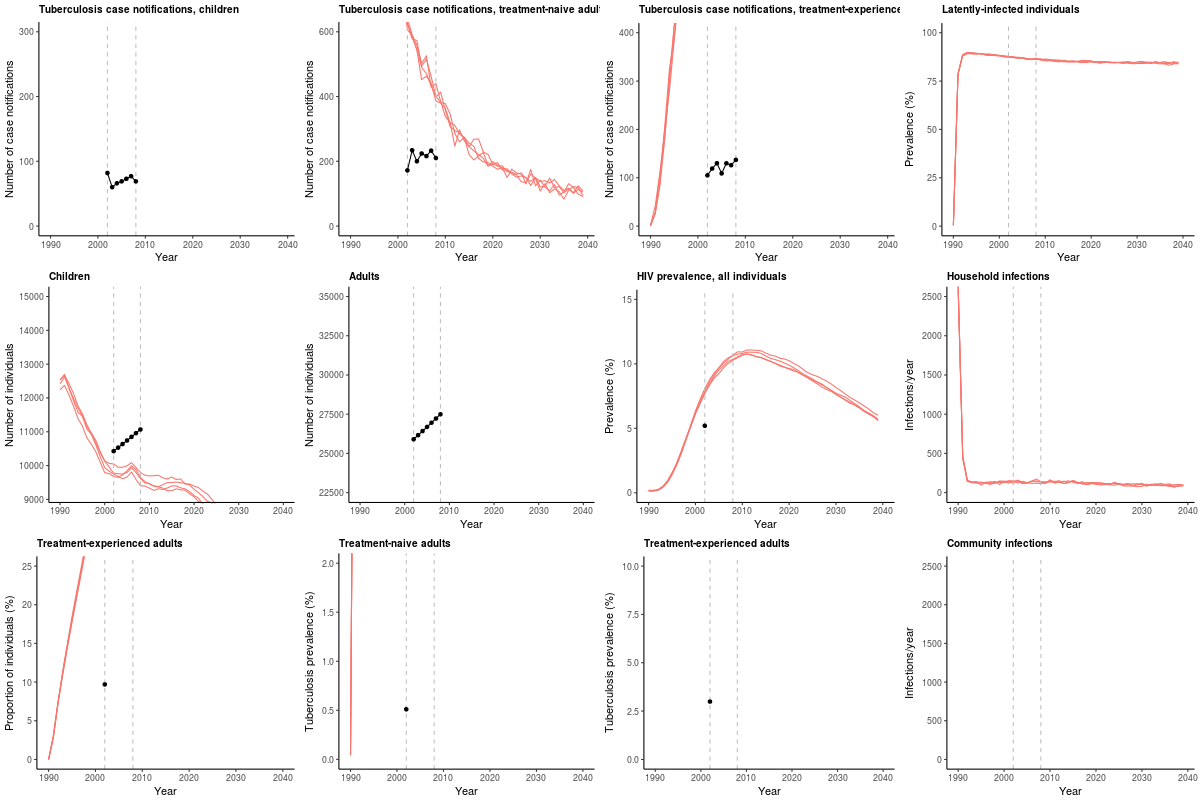 Tuberculosis case notifications, children
Number of case notifications
300
200
100
0
1990 2000 2010 2020 2030 2040
Year
Tuberculosis case notifications, treatment-naive adul
Number of case notifications
600
400
200
0
1990 2000 2010 2020 2030 2040
Year
Tuberculosis case notifications, treatment-experience
Number of case notifications
400
300
200
100
0
1990 2000 2010 2020 2030 2040
Year
Latently-infected individuals
Prevalence (%)
100
75
50
25
0
1990 2000 2010 2020 2030 2040
Year
Children
Number of individuals
15000
14000
13000
12000
11000
10000
9000
1990 2000 2010 2020 2030 2040
Year
Adults
Number of individuals
35000
32500
30000
27500
25000
22500
1990 2000 2010 2020 2030 2040
Year
HIV prevalence, all individuals
Prevalence (%)
15
10
5
0
1990 2000 2010 2020 2030 2040
Year
Household infections
Infections/year
2500
2000
1500
1000
500
0
1990 2000 2010 2020 2030 2040
Year
Treatment-experienced adults
Proportion of individuals (%)
25
20
15
10
5
0
1990 2000 2010 2020 2030 2040
Year
Treatment-naive adults
Tuberculosis prevalence (%)
2.0
1.5
1.0
0.5
0.0
1990 2000 2010 2020 2030 2040
Year
Treatment-experienced adults
Tuberculosis prevalence (%)
10.0
7.5
5.0
2.5
0.0
1990 2000 2010 2020 2030 2040
Year
Community infections
Infections/year
2500
2000
1500
1000
500
0
1990 2000 2010 2020 2030 2040
Year